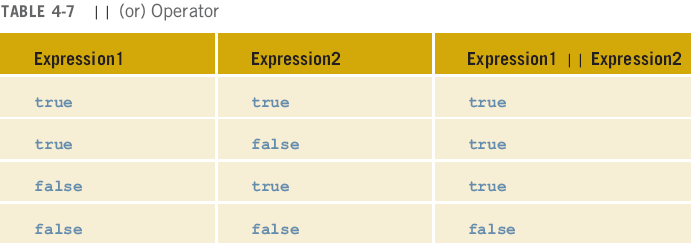 TABLE 4-7 || (or) Operator
Expression1 Expression2 Expression1 || Expression2
true true true
true false true
false true true
false false false